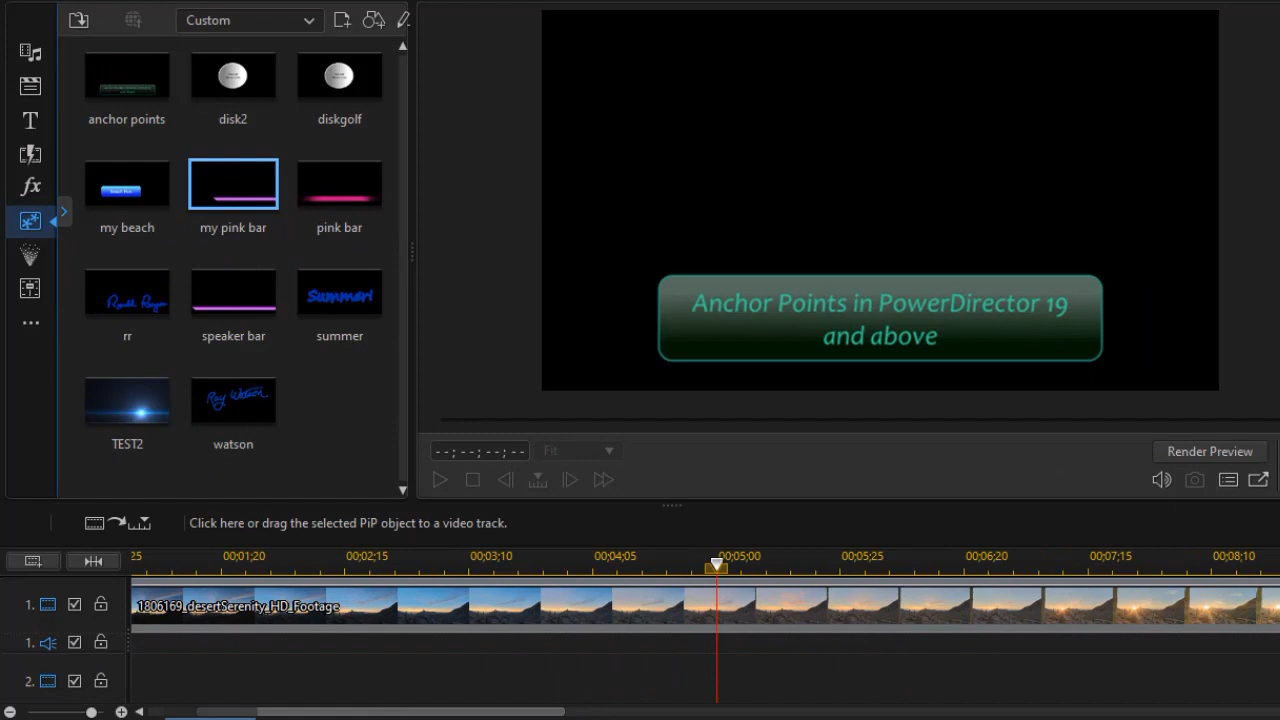 Custom
anchor points
disk2
diskgolf
my beach
my pink bar
pink bar
rr
speaker bar
summer
Summari
TEST2
watson
Ray Watson
Anchor Points in PowerDirector 19
and above
--;--;--;--
Fit
Render Preview
Click here or drag the selected PiP object to a video track.
25
00;01;20
00;02;15
00;03;10
00;04;05
00;05;00
00;05;25
00;06;20
00;07;15
00;08;10
1.
1806169_desertSerenity_HD_Footage
1.
2.